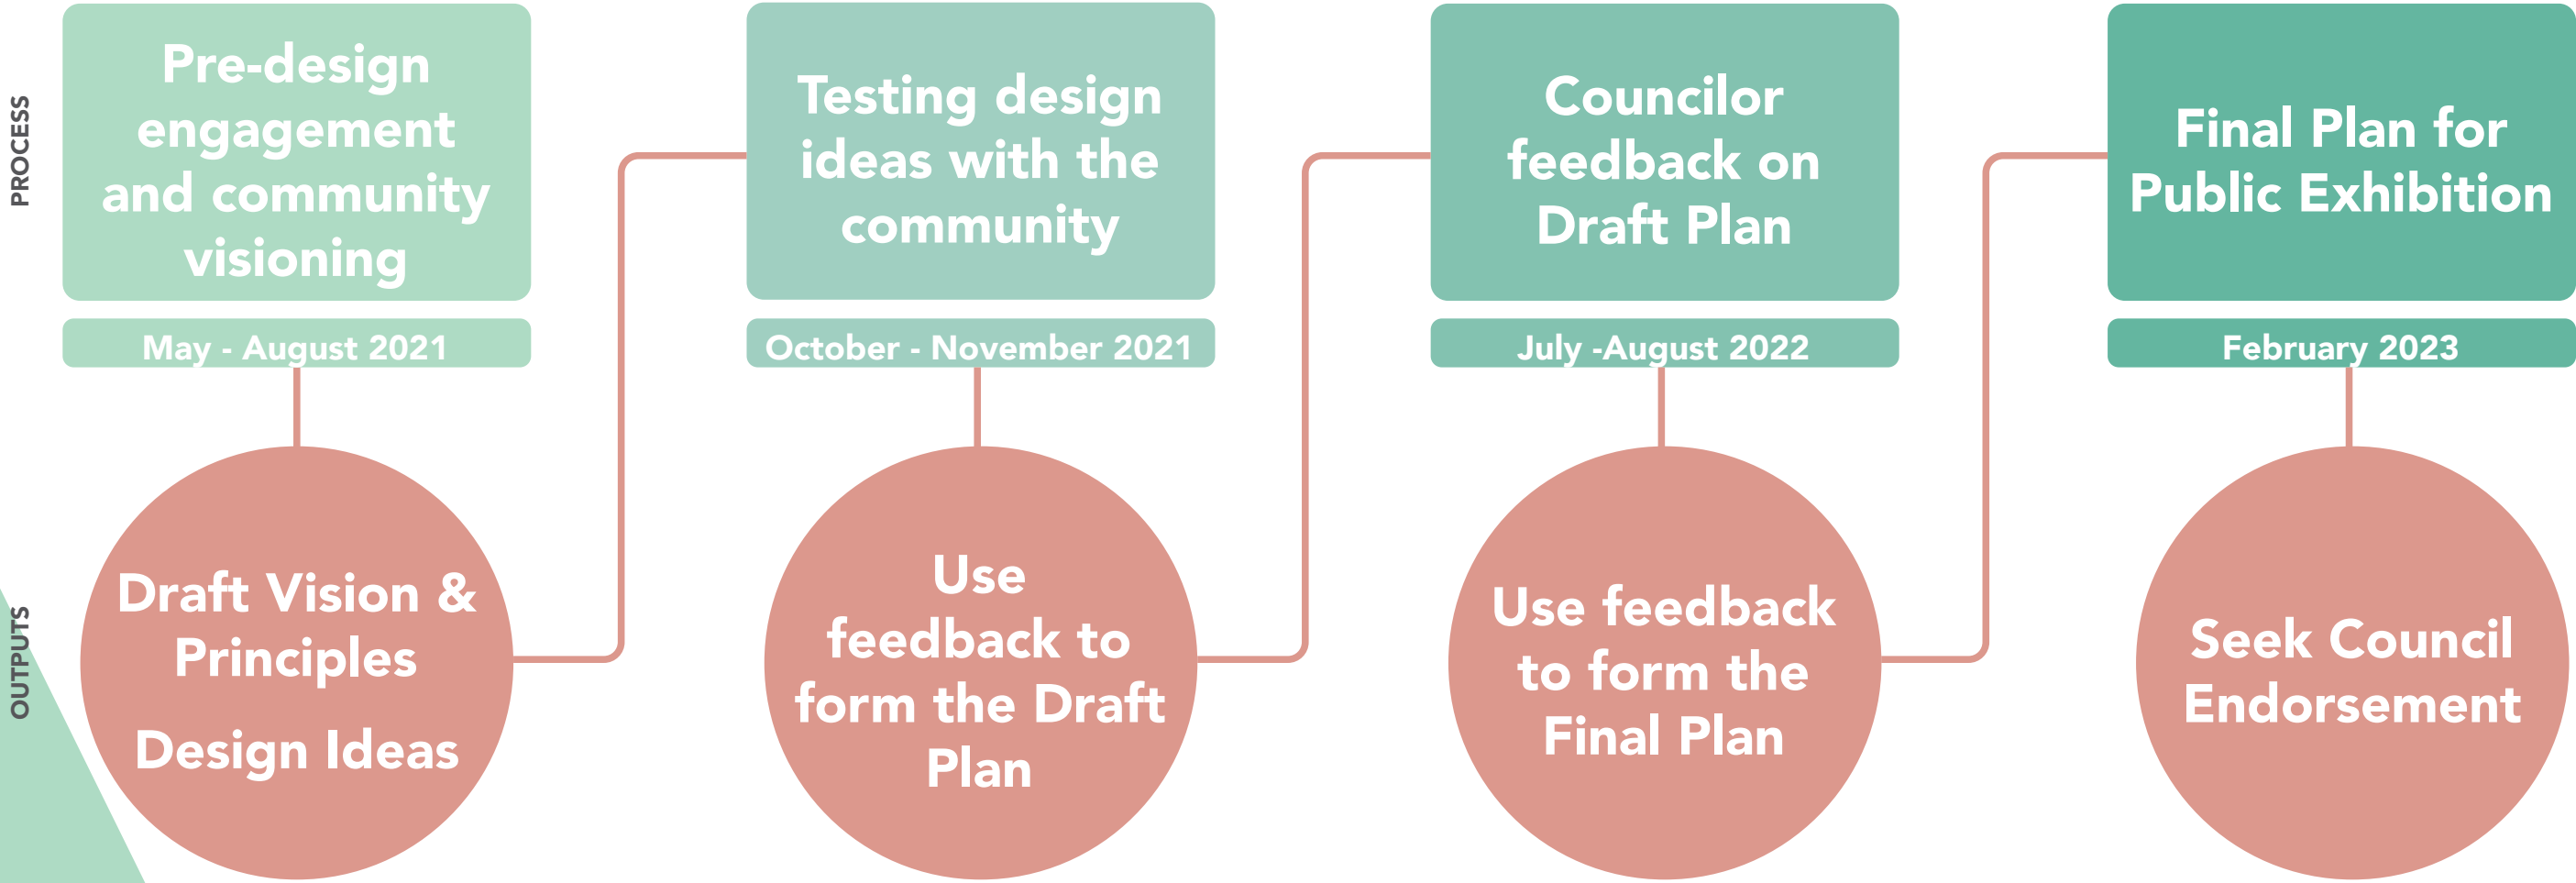 PROCESS
Pre-design
engagement
and community
visioning
May - August 2021
Testing design
ideas with the
community
October - November 2021
Councilor
feedback on
Draft Plan
July -August 2022
Final Plan for
Public Exhibition
February 2023
OUTPUTS
Draft Vision &
Principles
Design Ideas
Use
feedback to
form the Draft
Plan
Use feedback
to form the
Final Plan
Seek Council
Endorsement